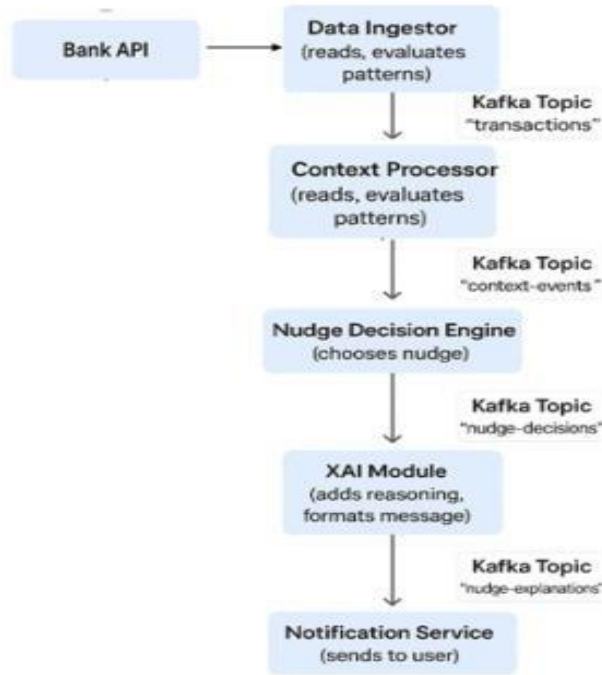 Bank API
Data Ingestor
(reads, evaluates
patterns)
Kafka Topic
"transactions"
Context Processor
(reads, evaluates
patterns)
Kafka Topic
"context-events"
Nudge Decision Engine
(chooses nudge)
Kafka Topic
"nudge-decisions"
XAI Module
(adds reasoning,
formats message)
Kafka Topic
"nudge-explanations"
Notification Service
(sends to user)